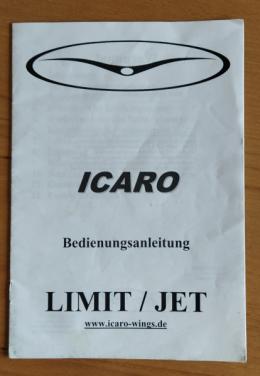 ICARO
Bedienungsanleitung
LIMIT / JET
www.icaro-wings.de